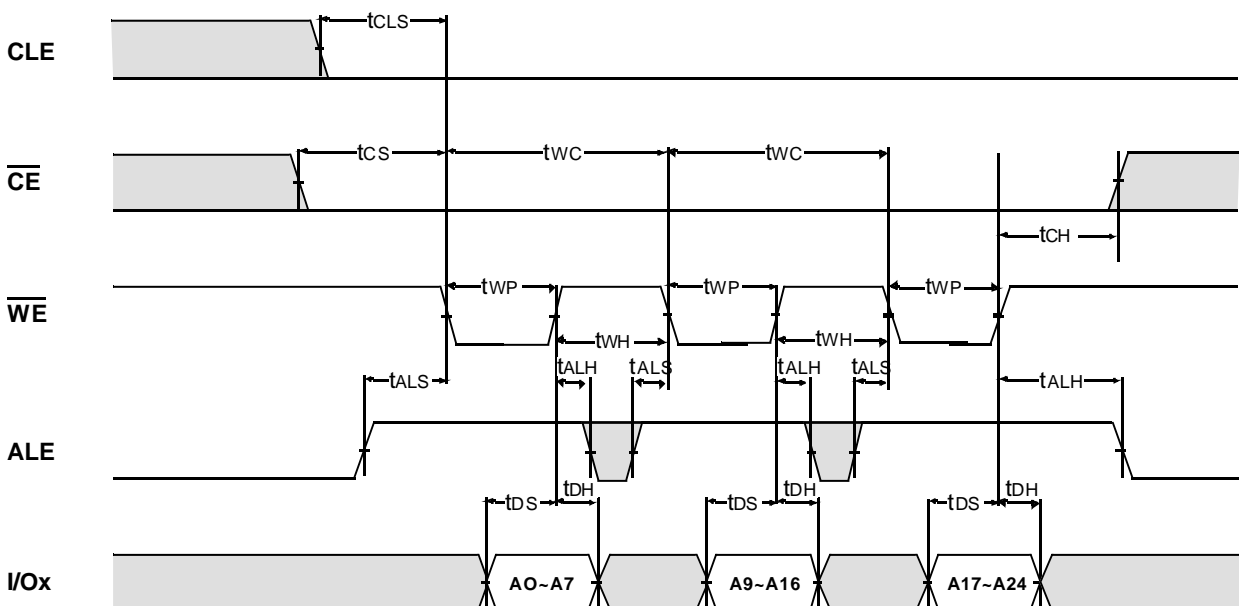 CLE tCLS
CE tCS tWC tWC
tCH
WE tWP tWP tWP
tWH tWH
tALS tALH tALS tALH tALS tALH
ALE
tDS tDH tDS tDH tDS tDH
I/Ox AO~A7 A9~A16 A17~A24